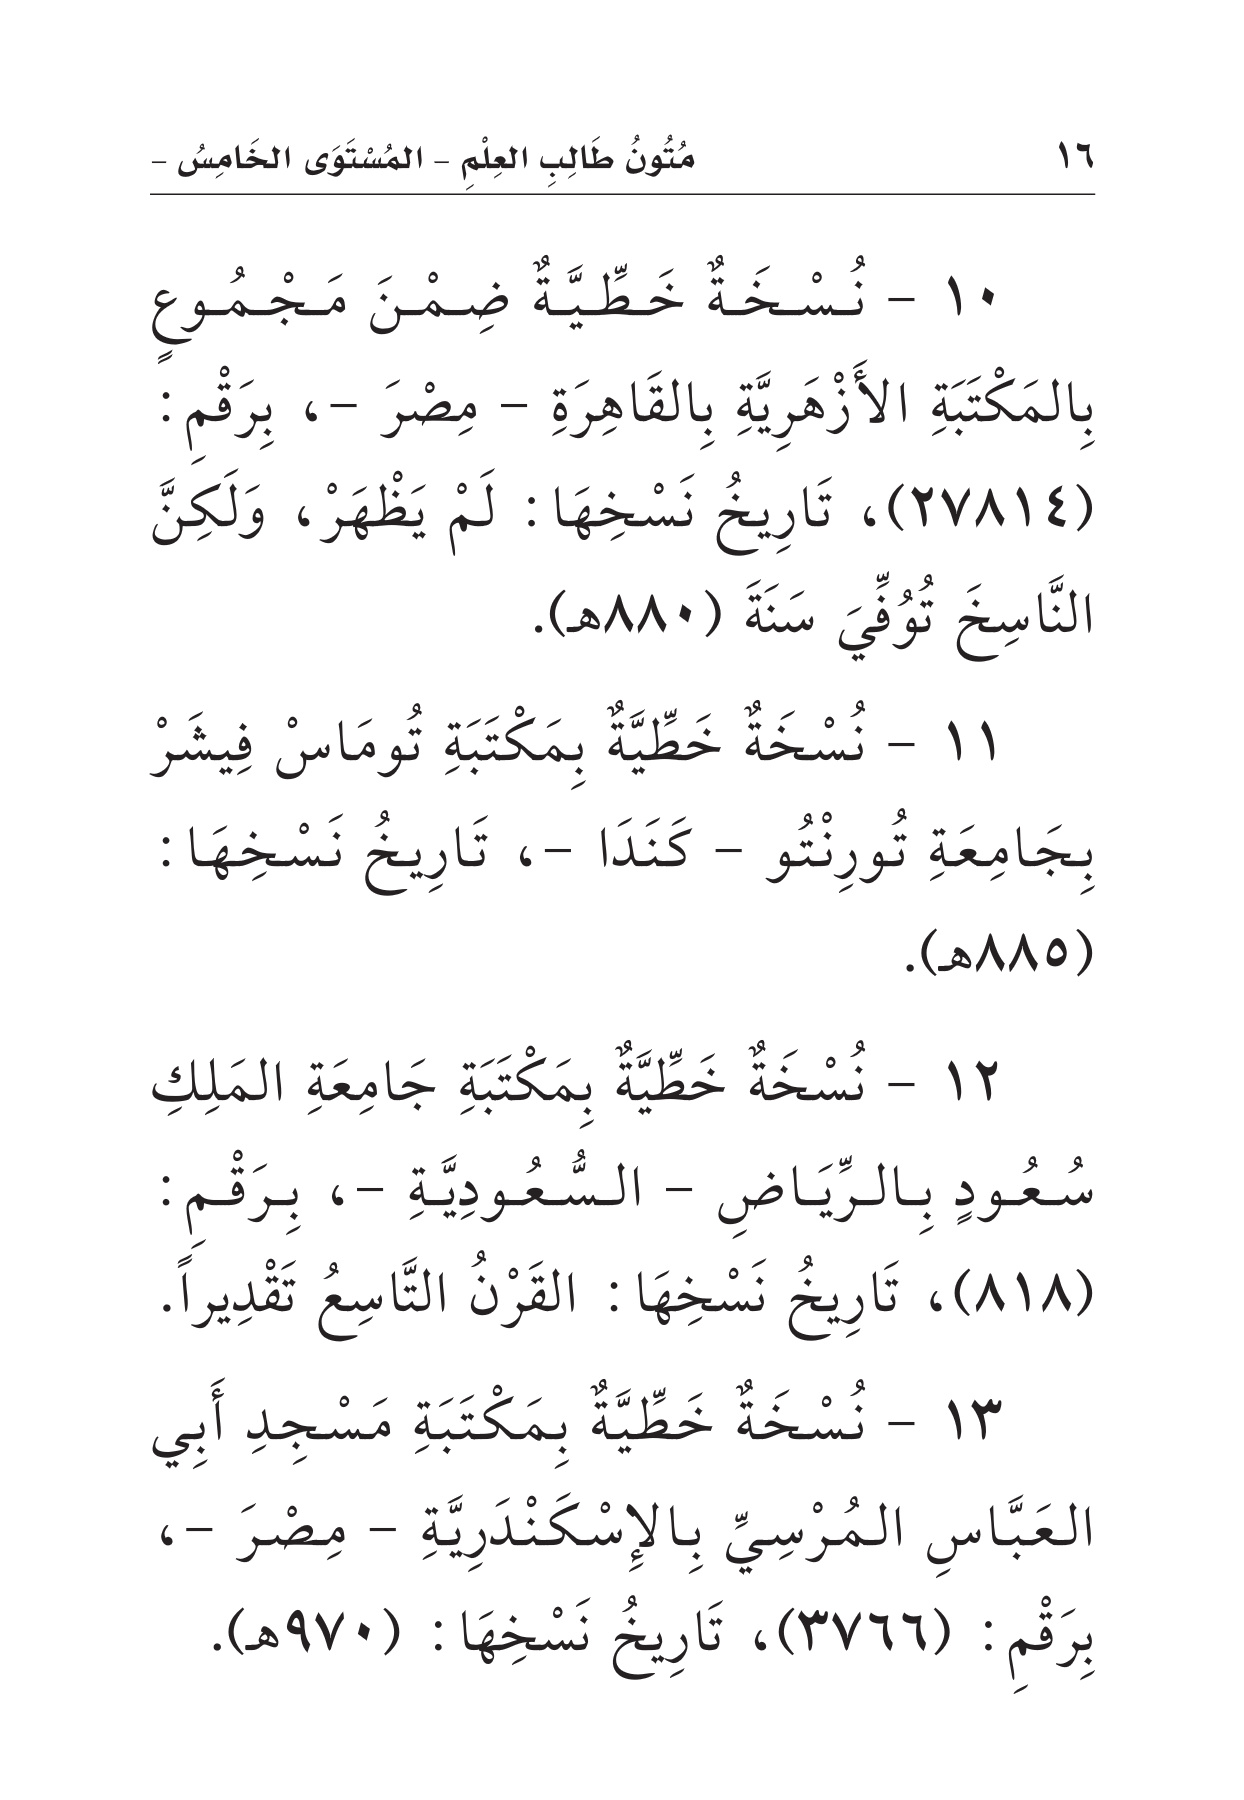 ١٦ مُتُونُ طَالِبِ العِلْمِ - المُسْتَوَى الخَامِسُ -
١٠ - نُسْخَةٌ خَطِّيَّةٌ ضِمْنَ مَجْمُوعٍ
بِالمَكْتَبَةِ الأَزْهَرِيَّةِ بِالقَاهِرَةِ - مِصْرَ -، بِرَقْمِ:
(٢٧٨١٤)، تَارِيخُ نَسْخِهَا: لَمْ يَظْهَرْ، وَلَكِنَّ
النَّاسِخَ تُوُفِّيَ سَنَةَ (٨٨٠هـ).
١١ - نُسْخَةٌ خَطِّيَّةٌ بِمَكْتَبَةِ تُومَاسْ فِيشَرْ
بِجَامِعَةِ تُورِنْتُو - كَنَدَا -، تَارِيخُ نَسْخِهَا:
(٨٨٥هـ).
١٢ - نُسْخَةٌ خَطِّيَّةٌ بِمَكْتَبَةِ جَامِعَةِ المَلِكِ
سُعُودٍ بِالرِّيَاضِ - السُّعُودِيَّةِ -، بِرَقْمِ:
(٨١٨)، تَارِيخُ نَسْخِهَا: القَرْنُ التَّاسِعُ تَقْدِيراً.
١٣ - نُسْخَةٌ خَطِّيَّةٌ بِمَكْتَبَةِ مَسْجِدِ أَبِي
العَبَّاسِ المُرْسِيِّ بِالإِسْكَنْدَرِيَّةِ - مِصْرَ -،
بِرَقْمِ: (٣٧٦٦)، تَارِيخُ نَسْخِهَا: (٩٧٠هـ).